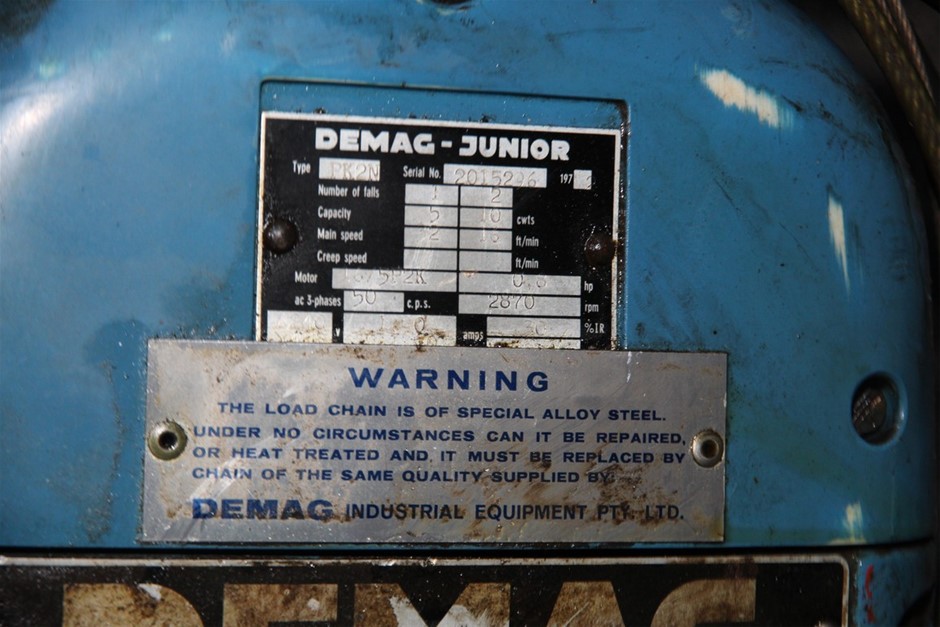 DEMAG - JUNIOR
Type PK2N Serial No. 197
Number of falls 1 2
Capacity 5 10 cwts
Main speed ft/min
Creep speed ft/min
Motor hp
ac 3-phases 50 c.p.s. 2870 rpm
v amps %IR
WARNING
THE LOAD CHAIN IS OF SPECIAL ALLOY STEEL.
UNDER NO CIRCUMSTANCES CAN IT BE REPAIRED,
OR HEAT TREATED AND, IT MUST BE REPLACED BY
CHAIN OF THE SAME QUALITY SUPPLIED BY:
DEMAG INDUSTRIAL EQUIPMENT PTY. LTD.
DEMAG